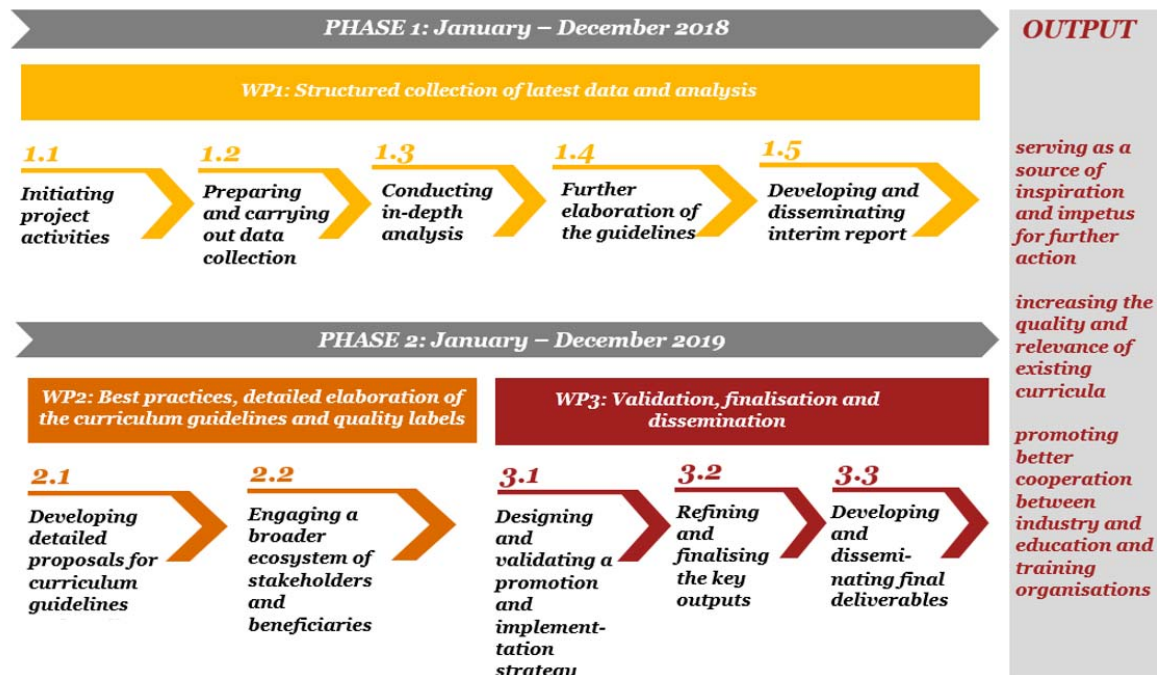 PHASE 1: January – December 2018
WP1: Structured collection of latest data and analysis
1.1
Initiating
project
activities
1.2
Preparing
and carrying
out data
collection
1.3
Conducting
in-depth
analysis
1.4
Further
elaboration of
the guidelines
1.5
Developing and
disseminating
interim report
PHASE 2: January – December 2019
WP2: Best practices, detailed elaboration of
the curriculum guidelines and quality labels
2.1
Developing
detailed
proposals for
curriculum
guidelines
2.2
Engaging a
broader
ecosystem of
stakeholders
and
beneficiaries
WP3: Validation, finalisation and
dissemination
3.1
Designing
and
validating a
promotion
and
implement-
tation
strategy
3.2
Refining
and
finalising
the key
outputs
3.3
Developing
and
dissemi-
nating final
deliverables
OUTPUT
serving as a
source of
inspiration
and impetus
for further
action
increasing the
quality and
relevance of
existing
curricula
promoting
better
cooperation
between
industry and
education and
training
organisations